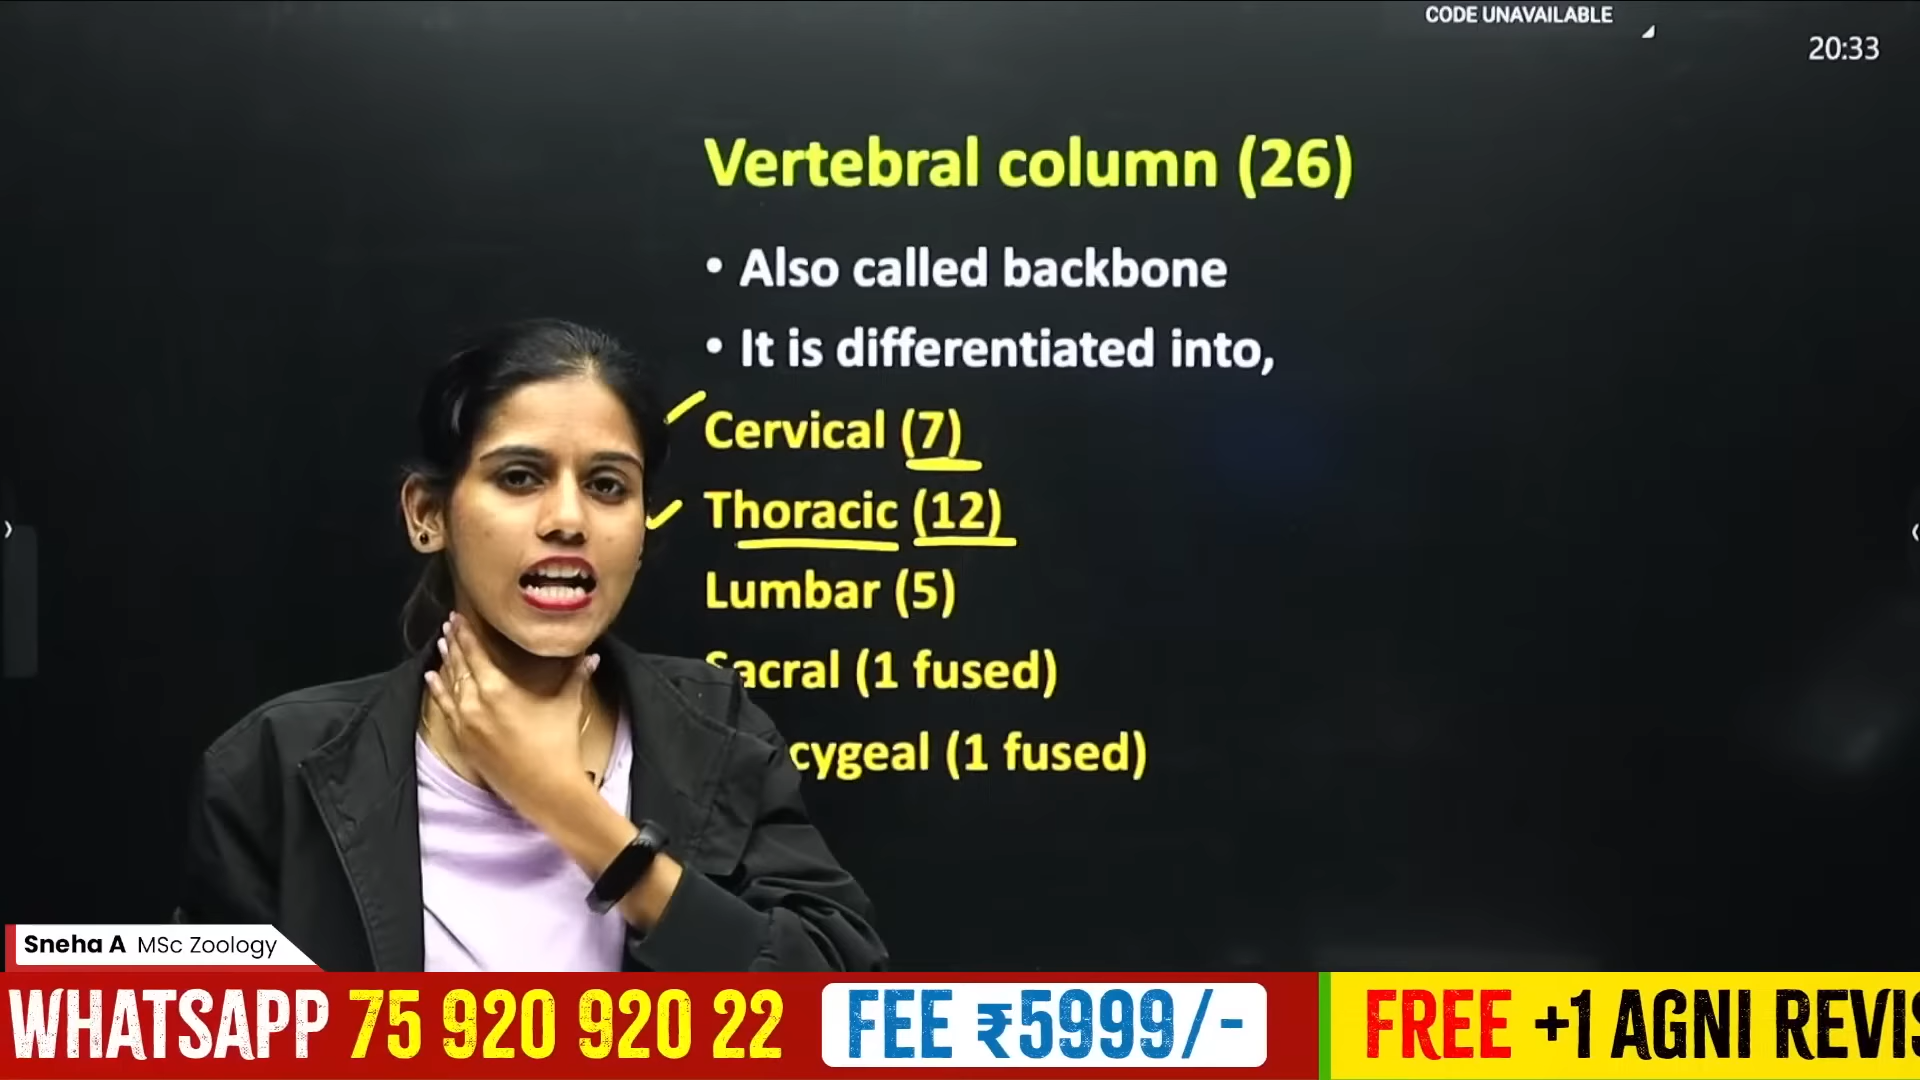 CODE UNAVAILABLE
20:33
Vertebral column (26)
• Also called backbone
• It is differentiated into,
Cervical (7)
Thoracic (12)
Lumbar (5)
Sacral (1 fused)
cygeal (1 fused)
Sneha A MSc Zoology
WHATSAPP 75 920 920 22
FEE ₹5999/-
FREE +1 AGNI REVIS